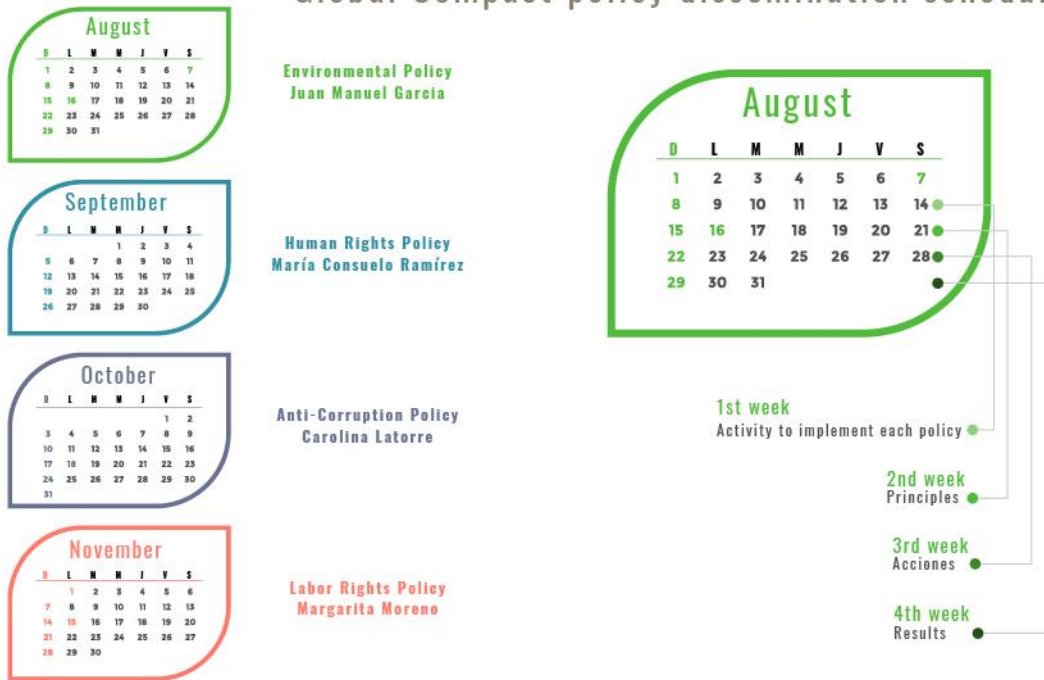 Global Compact policy dissemination schedul
August
D L M M J V S
1 2 3 4 5 6 7
8 9 10 11 12 13 14
15 16 17 18 19 20 21
22 23 24 25 26 27 28
29 30 31
Environmental Policy
Juan Manuel Garcia
September
D L M M J V S
1 2 3 4
5 6 7 8 9 10 11
12 13 14 15 16 17 18
19 20 21 22 23 24 25
26 27 28 29 30
Human Rights Policy
María Consuelo Ramírez
October
D L M M J V S
1 2
3 4 5 6 7 8 9
10 11 12 13 14 15 16
17 18 19 20 21 22 23
24 25 26 27 28 29 30
31
Anti-Corruption Policy
Carolina Latorre
November
D L M M J V S
1 2 3 4 5 6
7 8 9 10 11 12 13
14 15 16 17 18 19 20
21 22 23 24 25 26 27
28 29 30
Labor Rights Policy
Margarita Moreno
August
D L M M J V S
1 2 3 4 5 6 7
8 9 10 11 12 13 14
15 16 17 18 19 20 21
22 23 24 25 26 27 28
29 30 31
1st week
Activity to implement each policy
2nd week
Principles
3rd week
Acciones
4th week
Results